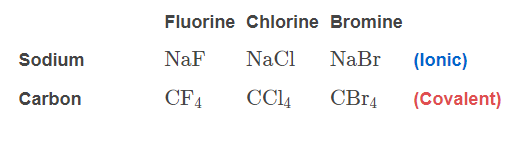 Fluorine Chlorine Bromine
Sodium NaF NaCl NaBr (Ionic)
Carbon CF₄ CCl₄ CBr₄ (Covalent)